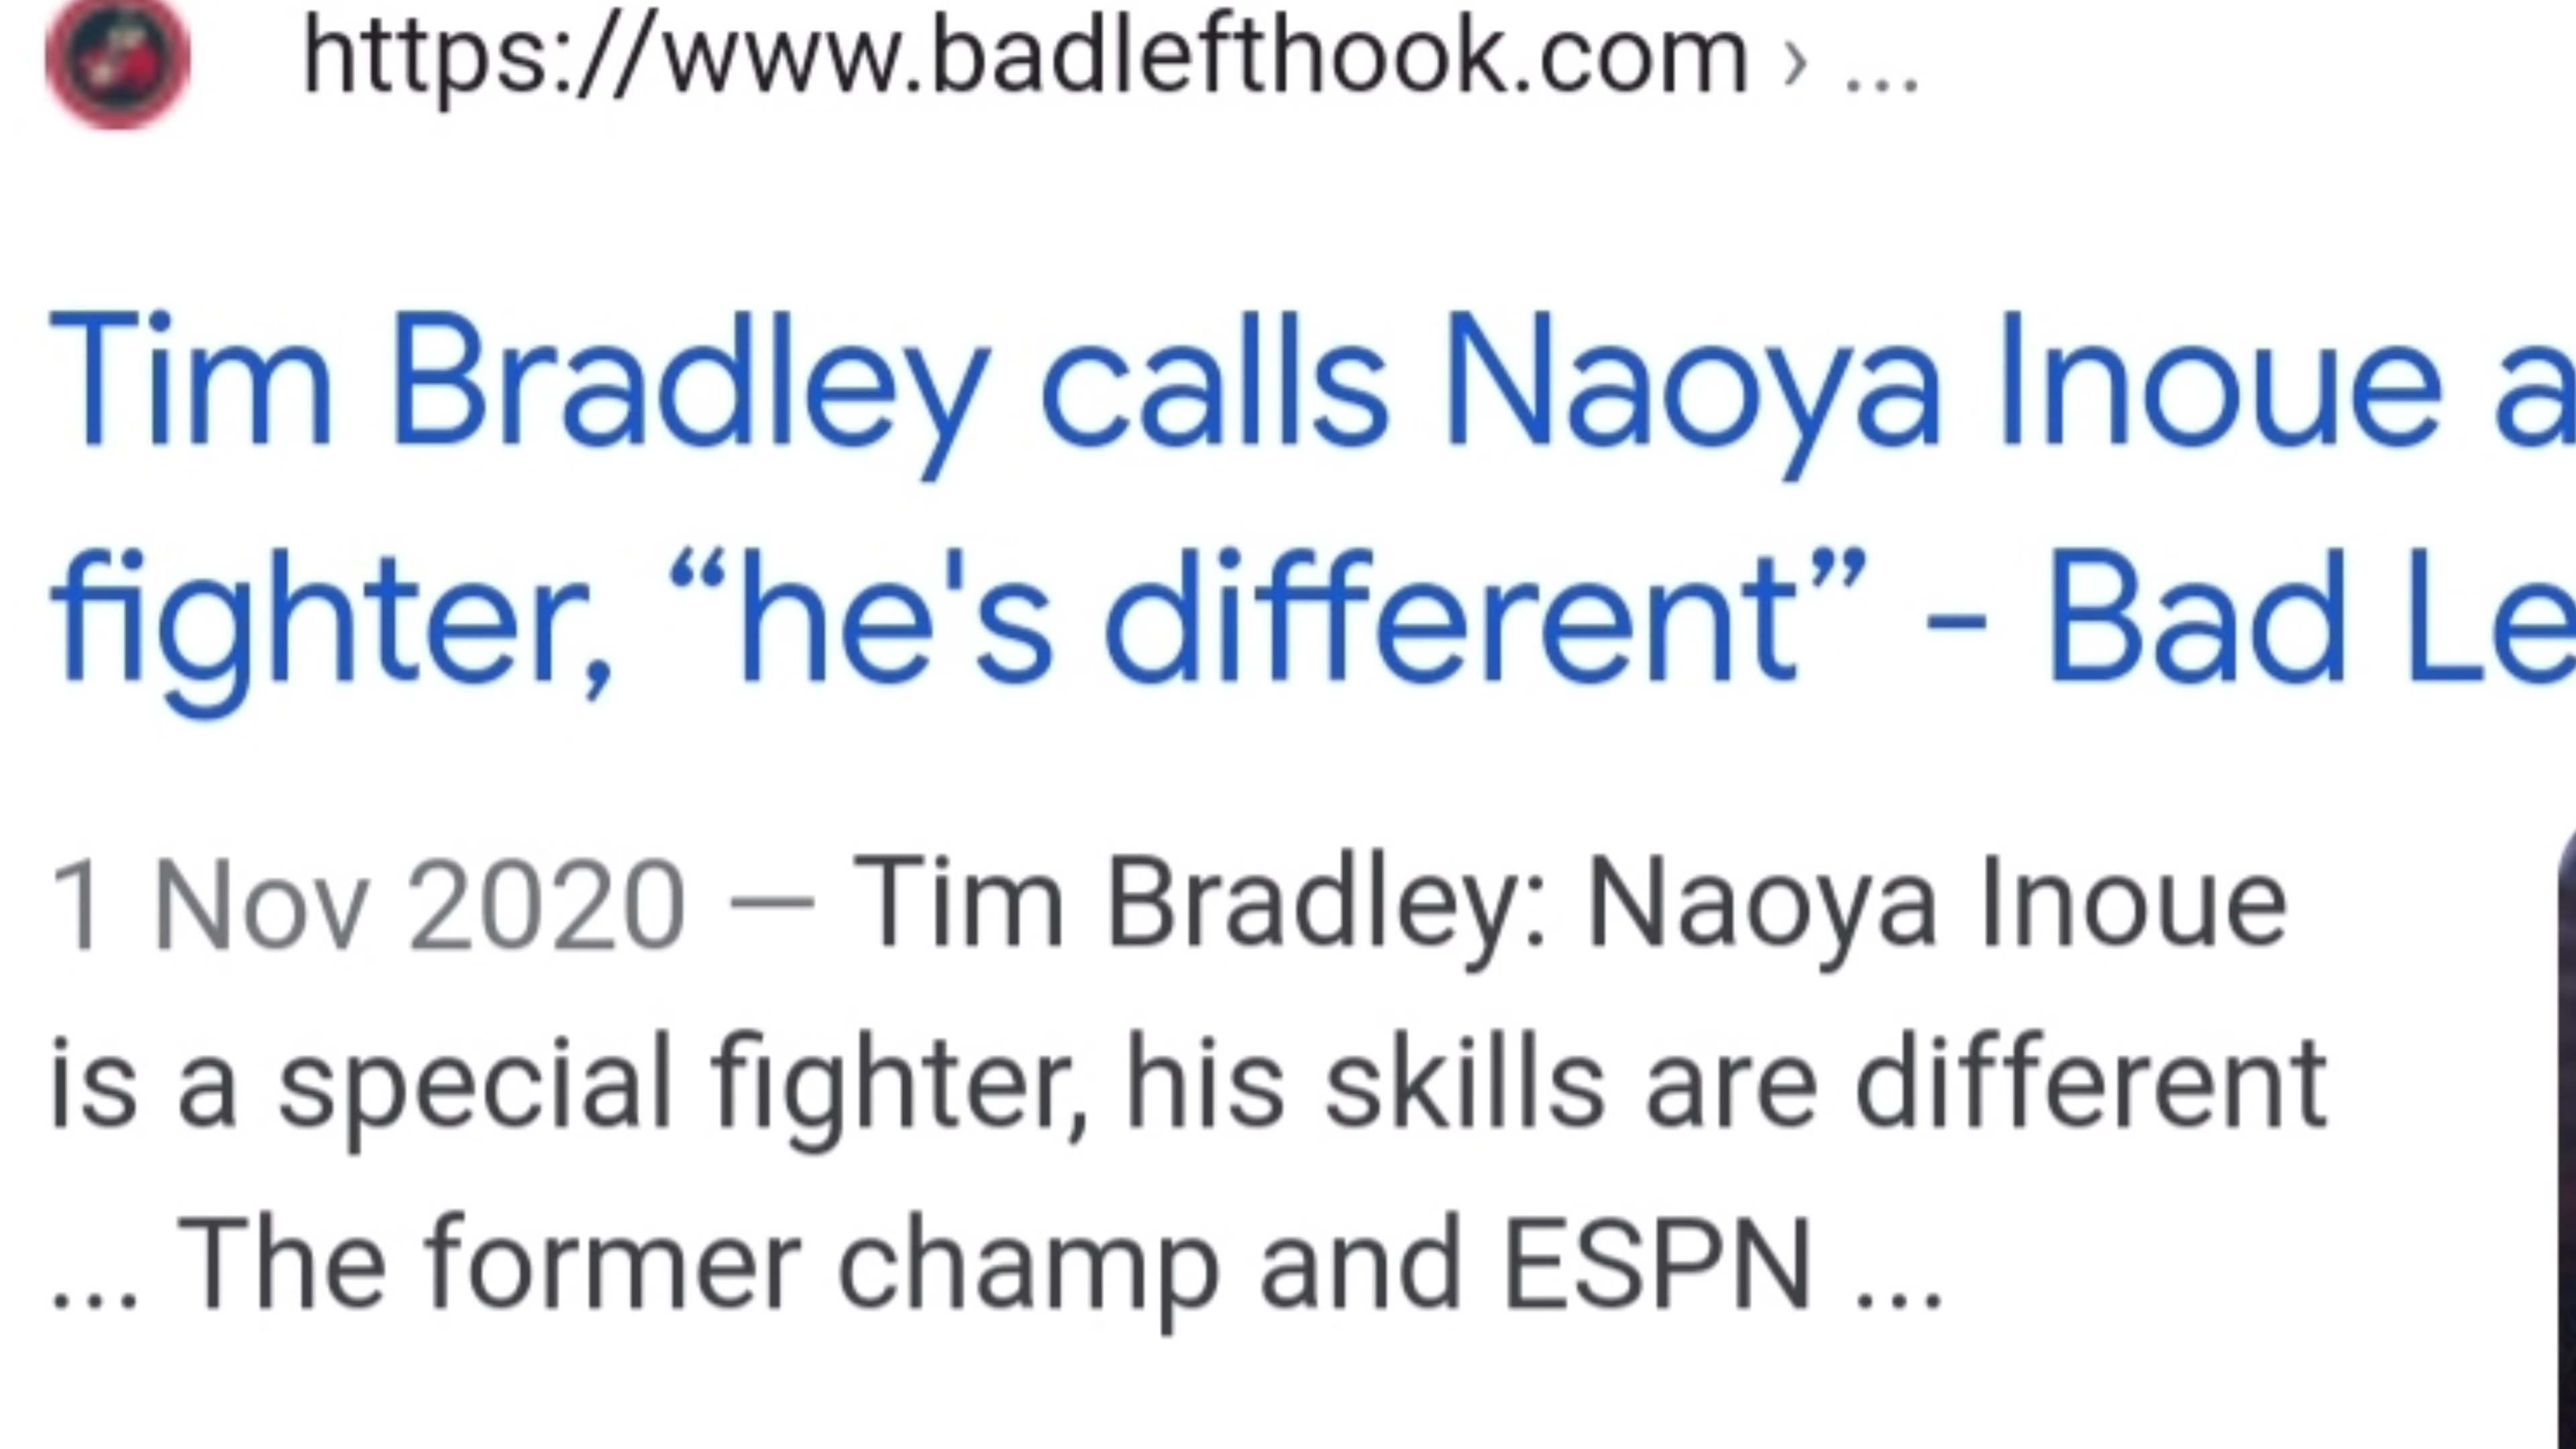 https://www.badlefthook.com › ...
Tim Bradley calls Naoya Inoue a
fighter, “he's different” - Bad Le
1 Nov 2020 — Tim Bradley: Naoya Inoue
is a special fighter, his skills are different
... The former champ and ESPN ...